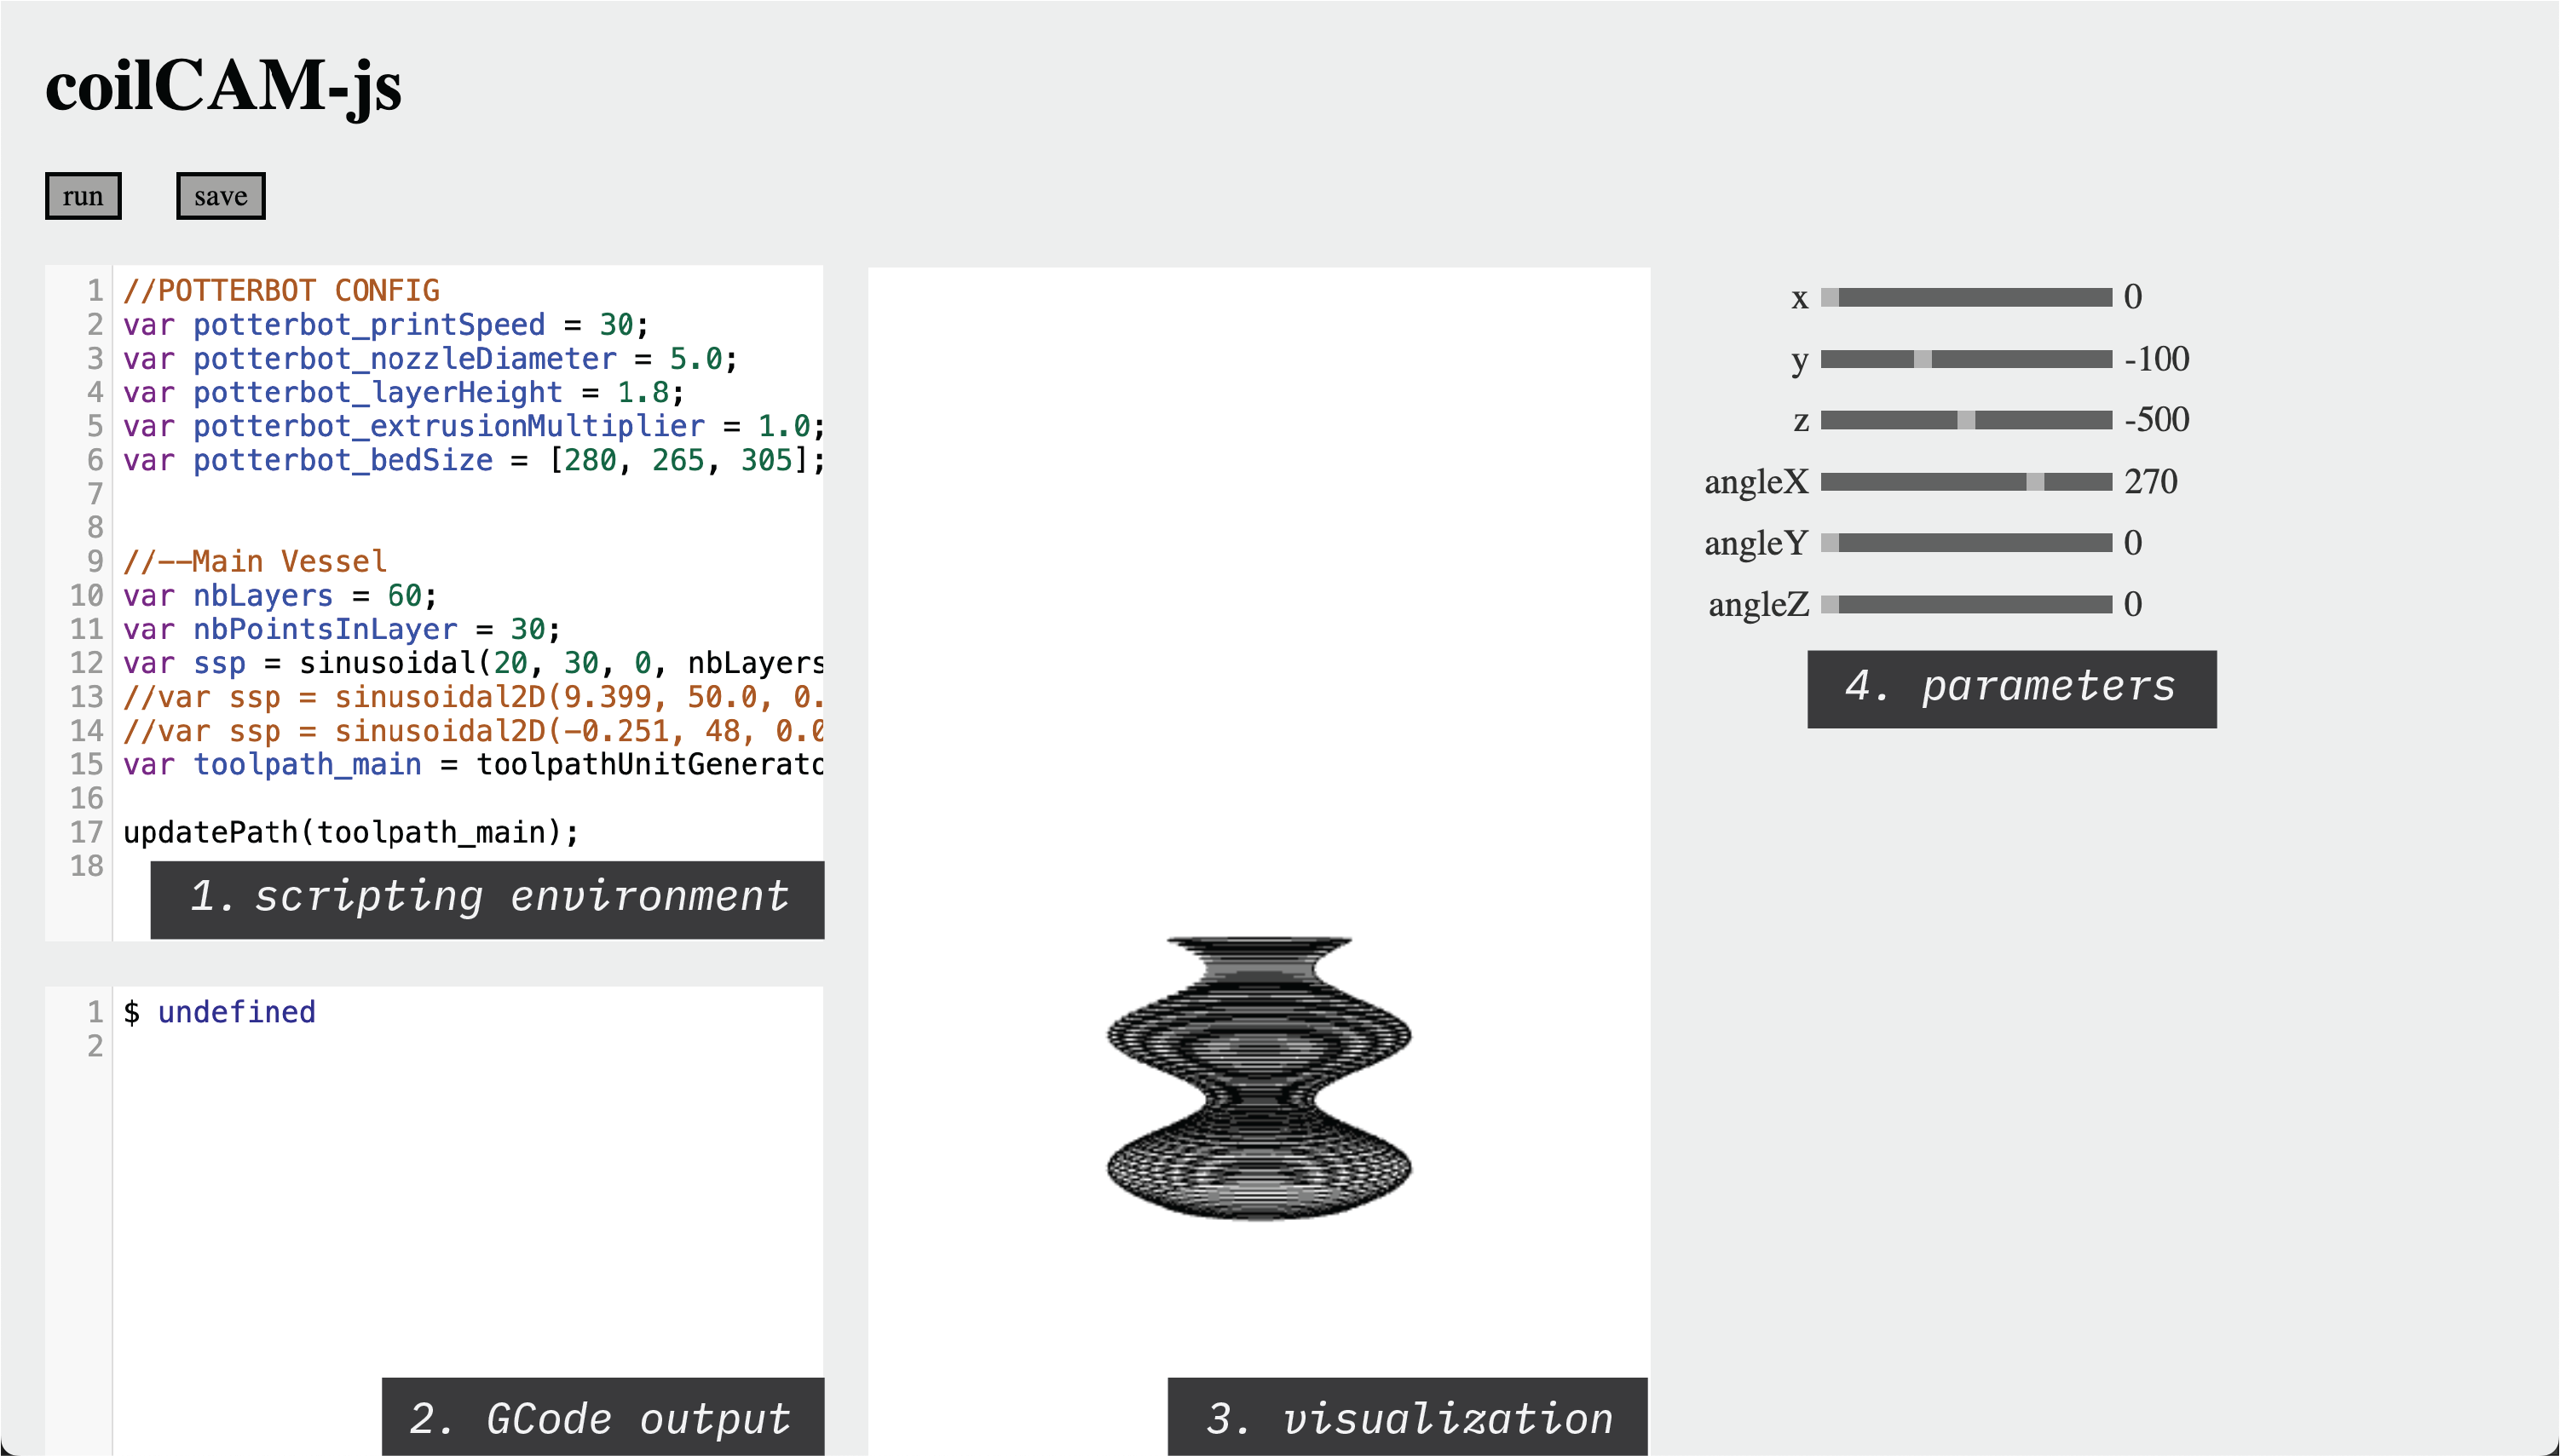 coilCAM-js
run save
1 //POTTERBOT CONFIG
2 var potterbot_printSpeed = 30;
3 var potterbot_nozzleDiameter = 5.0;
4 var potterbot_layerHeight = 1.8;
5 var potterbot_extrusionMultiplier = 1.0;
6 var potterbot_bedSize = [280, 265, 305];
7
8
9 //--Main Vessel
10 var nbLayers = 60;
11 var nbPointsInLayer = 30;
12 var ssp = sinusoidal(20, 30, 0, nbLayers
13 //var ssp = sinusoidal2D(9.399, 50.0, 0.
14 //var ssp = sinusoidal2D(-0.251, 48, 0.0
15 var toolpath_main = toolpathUnitGenerato
16
17 updatePath(toolpath_main);
18
1. scripting environment
1 $ undefined
2
2. GCode output
3. visualization
x 0
y -100
z -500
angleX 270
angleY 0
angleZ 0
4. parameters